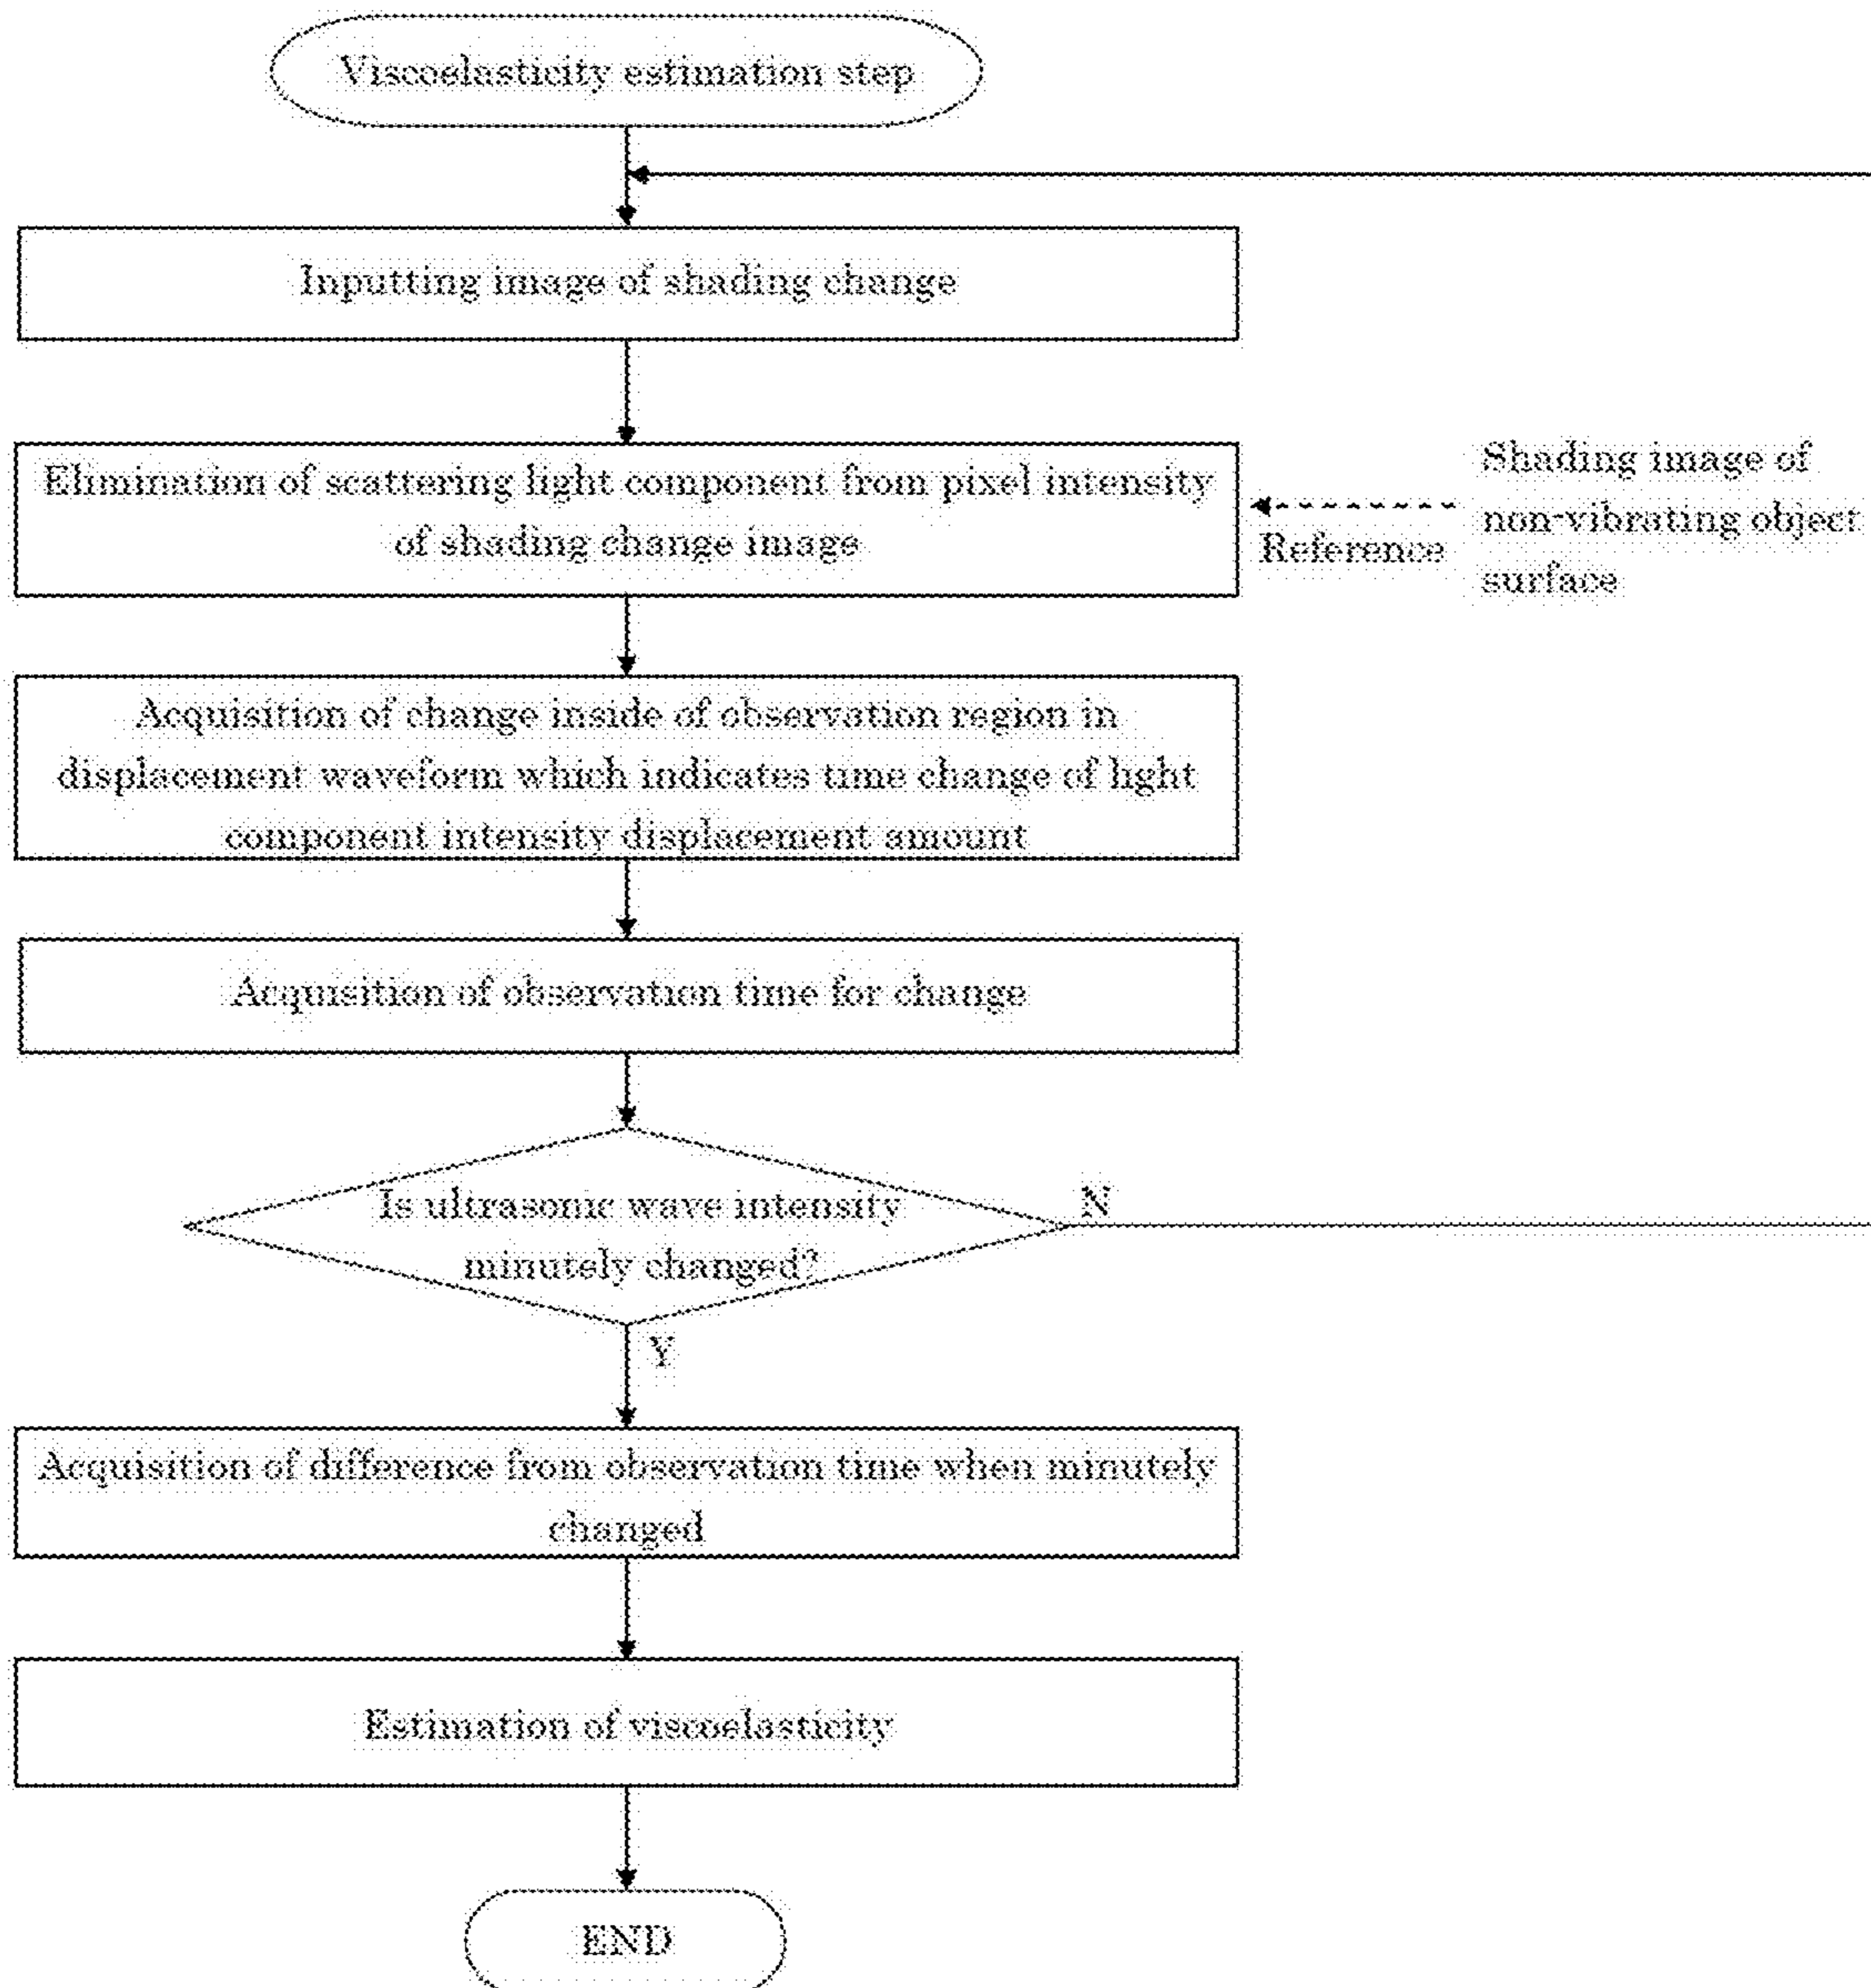 Viscoelasticity estimation step
Inputting image of shading change
Elimination of scattering light component from pixel intensity
of shading change image
Reference
Shading image of
non-vibrating object
surface
Acquisition of change inside of observation region in
displacement waveform which indicates time change of light
component intensity displacement amount
Acquisition of observation time for change
Is ultrasonic wave intensity
minutely changed?
N
Y
Acquisition of difference from observation time when minutely
changed
Estimation of viscoelasticity
END